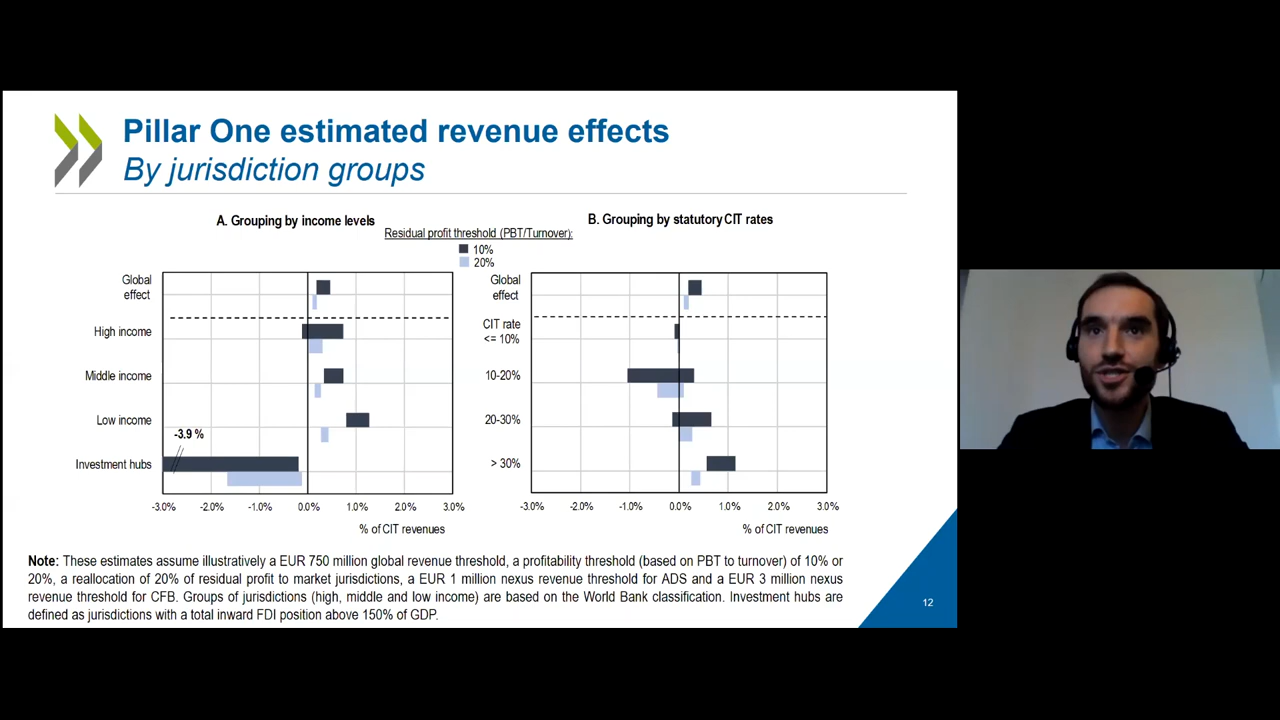 Pillar One estimated revenue effects
By jurisdiction groups
A. Grouping by income levels
B. Grouping by statutory CIT rates
Residual profit threshold (PBT/Turnover):
10%
20%
Global
effect
High income
Middle income
Low income
-3.9 %
Investment hubs
-3.0% -2.0% -1.0% 0.0% 1.0% 2.0% 3.0%
% of CIT revenues
Global
effect
CIT rate
<= 10%
10-20%
20-30%
> 30%
-3.0% -2.0% -1.0% 0.0% 1.0% 2.0% 3.0%
% of CIT revenues
Note: These estimates assume illustratively a EUR 750 million global revenue threshold, a profitability threshold (based on PBT to turnover) of 10% or
20%, a reallocation of 20% of residual profit to market jurisdictions, a EUR 1 million nexus revenue threshold for ADS and a EUR 3 million nexus
revenue threshold for CFB. Groups of jurisdictions (high, middle and low income) are based on the World Bank classification. Investment hubs are
defined as jurisdictions with a total inward FDI position above 150% of GDP.
12